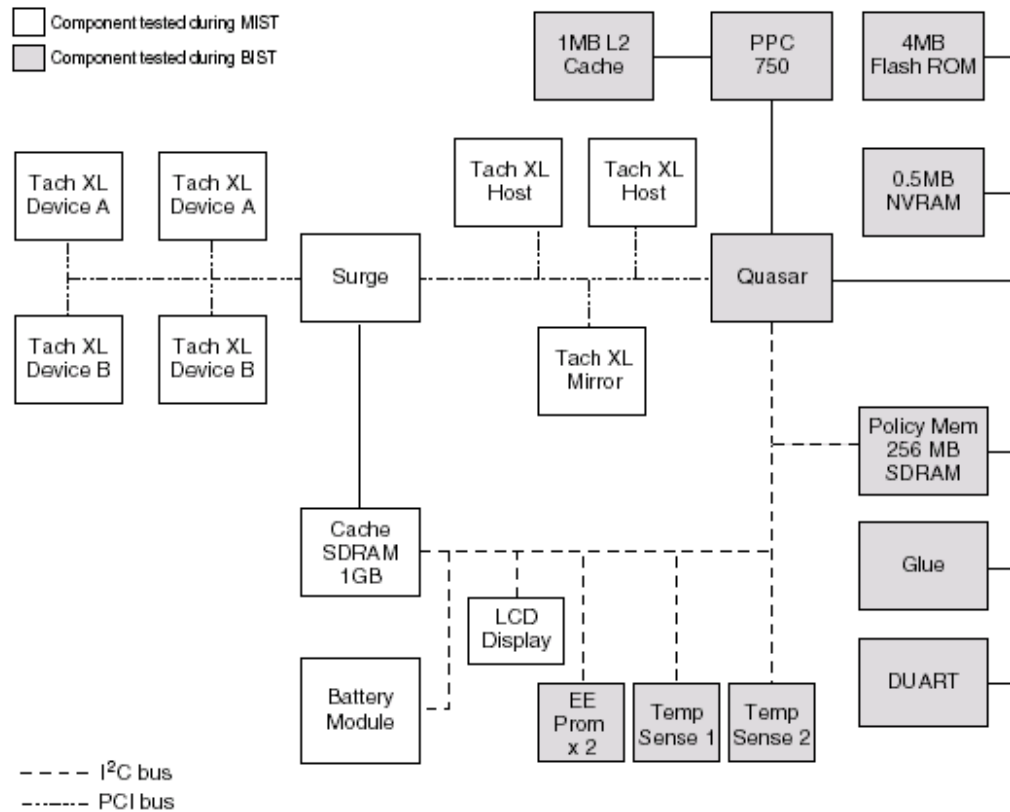 Component tested during MIST
Component tested during BIST
1MB L2
Cache
PPC
750
4MB
Flash ROM
Tach XL
Device A
Tach XL
Device A
Tach XL
Host
Tach XL
Host
0.5MB
NVRAM
Surge
Quasar
Tach XL
Device B
Tach XL
Device B
Tach XL
Mirror
Policy Mem
256 MB
SDRAM
Cache
SDRAM
1GB
Glue
LCD
Display
Battery
Module
EE
Prom
x 2
Temp
Sense 1
Temp
Sense 2
DUART
I²C bus
PCI bus